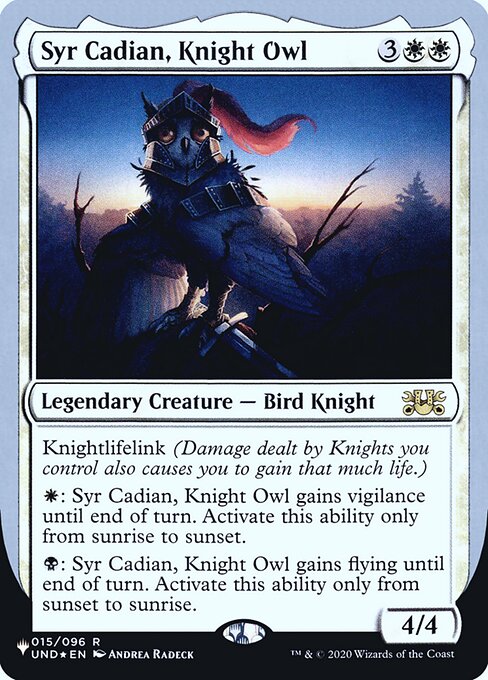 Syr Cadian, Knight Owl 3
Legendary Creature — Bird Knight
Knightlifelink (Damage dealt by Knights you
control also causes you to gain that much life.)
: Syr Cadian, Knight Owl gains vigilance
until end of turn. Activate this ability only
from sunrise to sunset.
: Syr Cadian, Knight Owl gains flying until
end of turn. Activate this ability only from
sunset to sunrise.
4/4
015/096 R
UND★EN Andrea Radeck
™ & © 2020 Wizards of the Coast